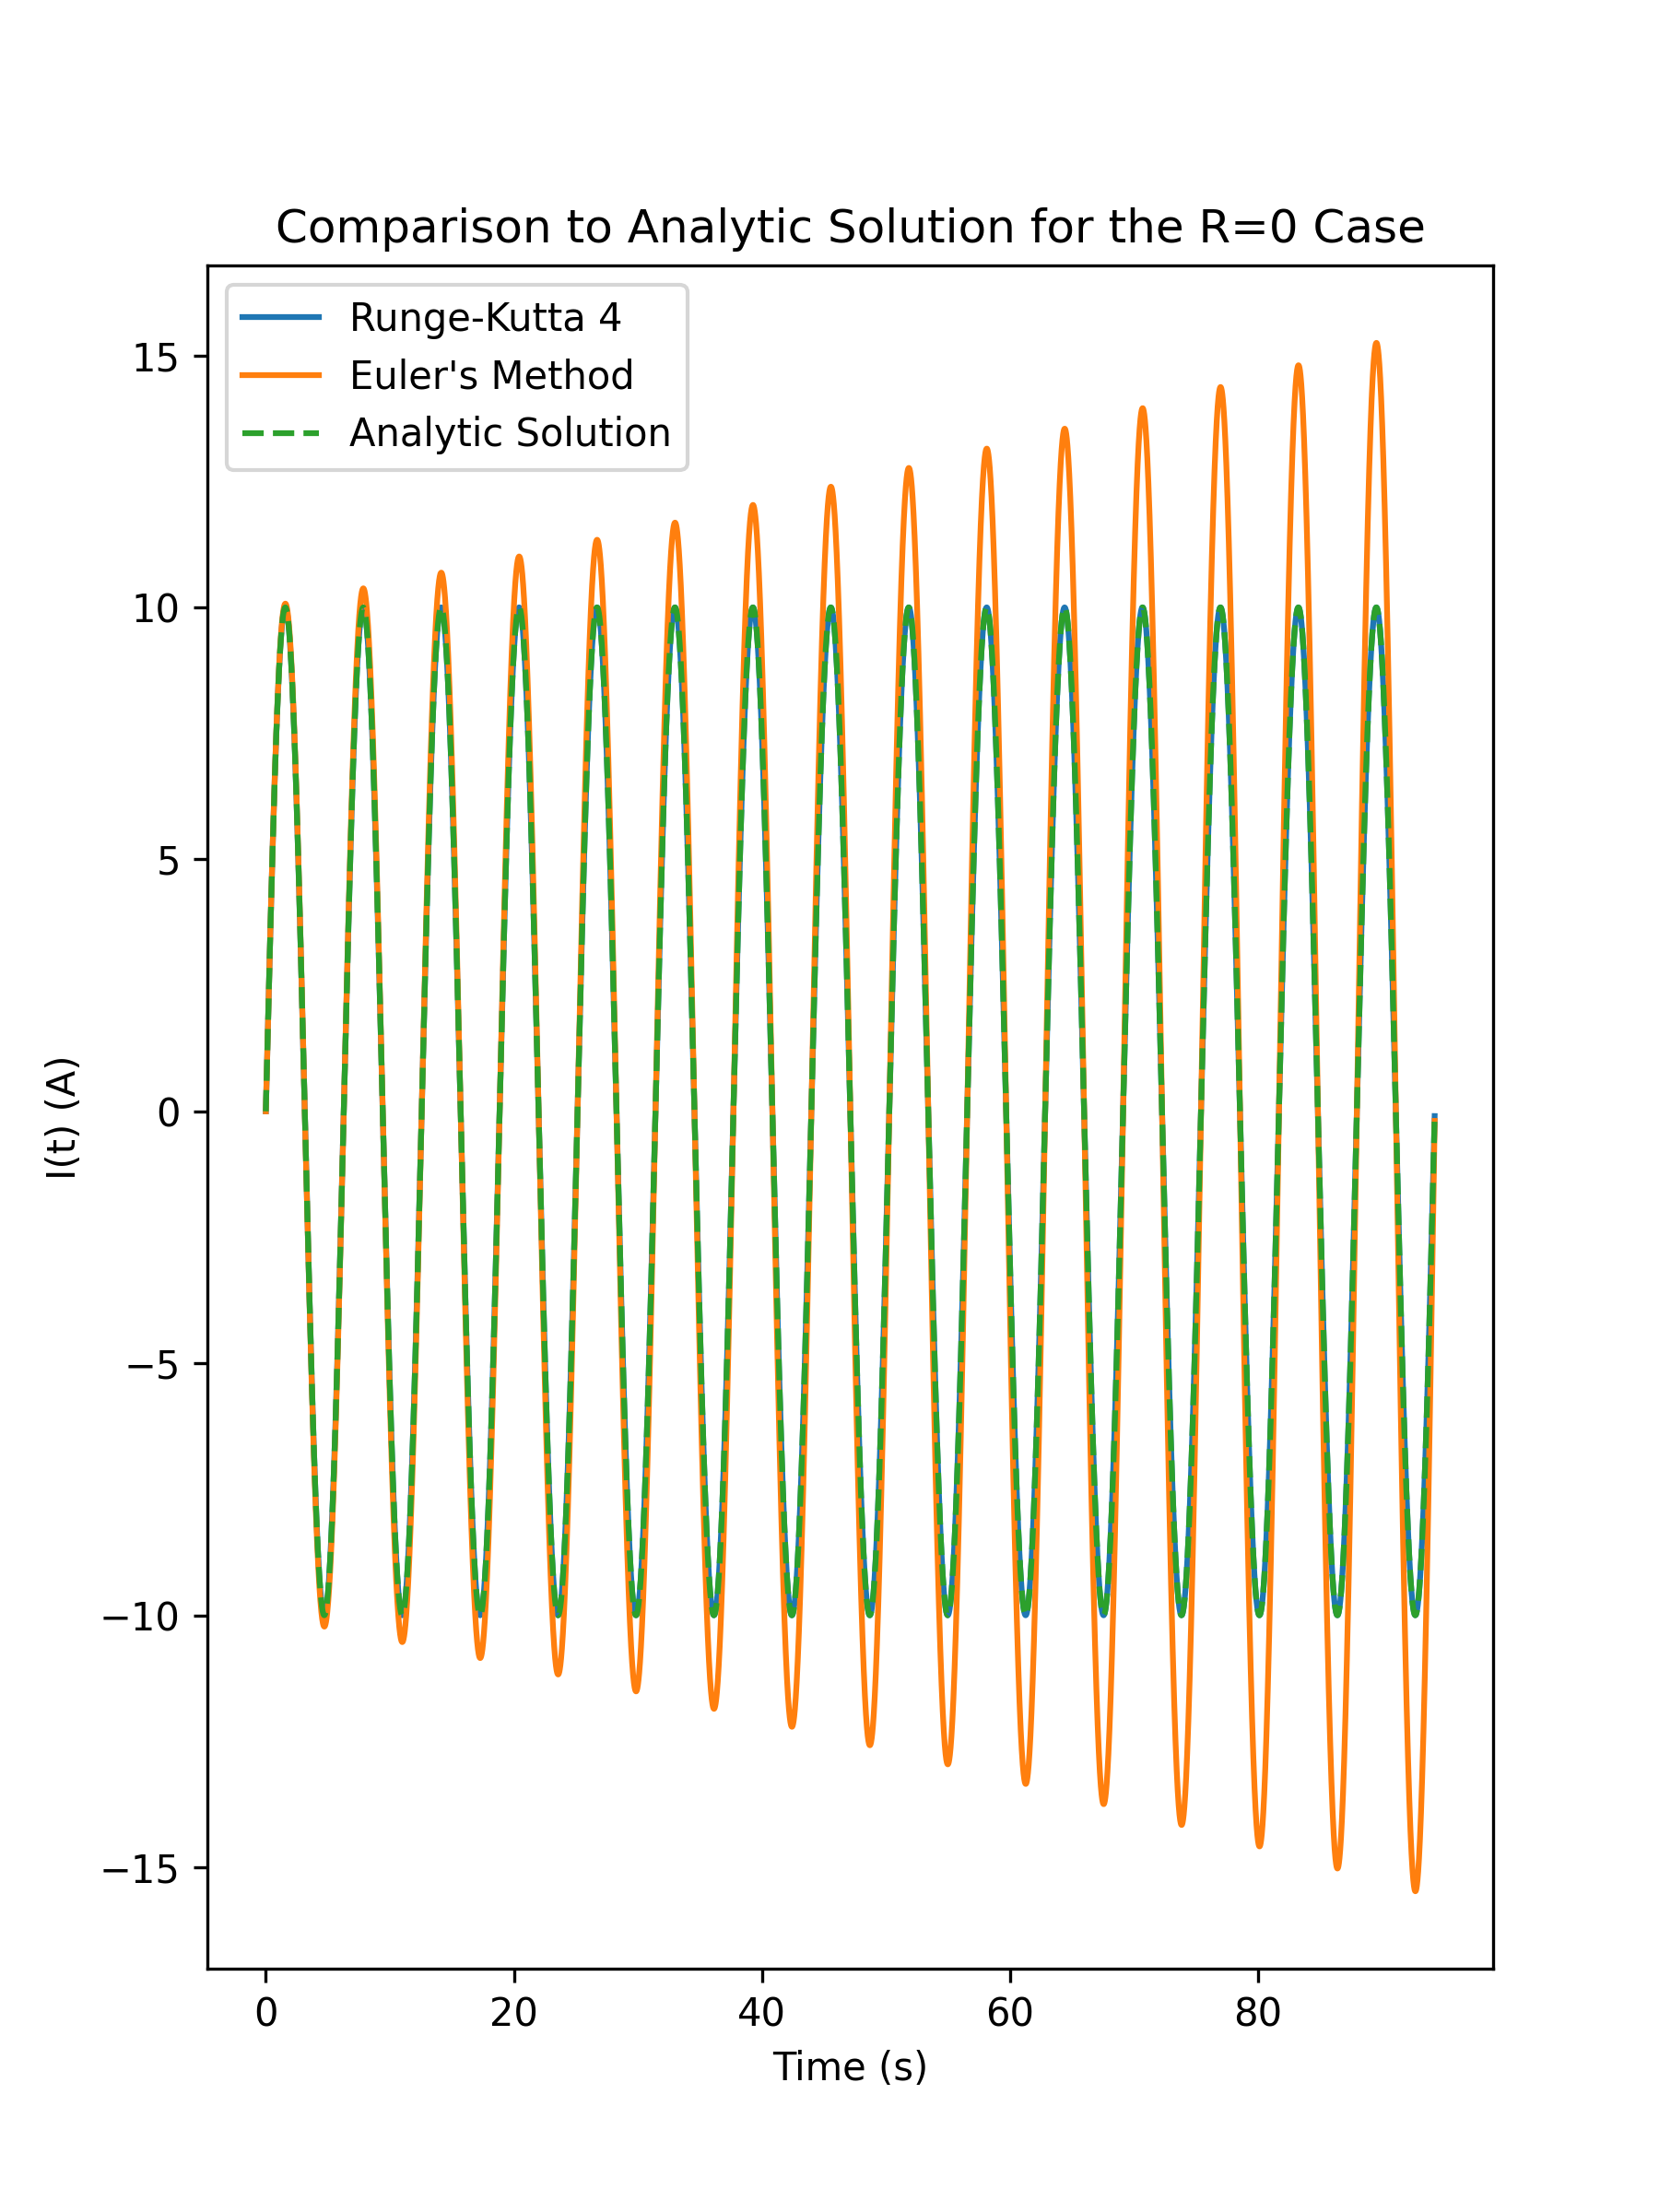 Comparison to Analytic Solution for the R=0 Case
Runge-Kutta 4
Euler's Method
Analytic Solution
15
10
5
0
−5
−10
−15
I(t) (A)
0 20 40 60 80
Time (s)